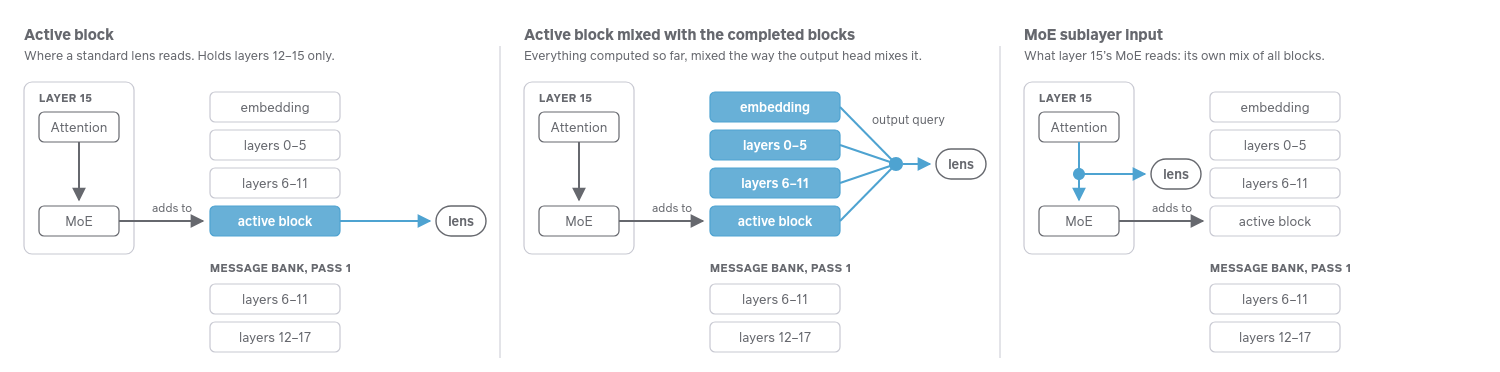 Active block
Where a standard lens reads. Holds layers 12–15 only.
LAYER 15
Attention
MoE
adds to
embedding
layers 0–5
layers 6–11
active block
lens
MESSAGE BANK, PASS 1
layers 6–11
layers 12–17
Active block mixed with the completed blocks
Everything computed so far, mixed the way the output head mixes it.
LAYER 15
Attention
MoE
adds to
embedding
layers 0–5
layers 6–11
active block
output query
lens
MESSAGE BANK, PASS 1
layers 6–11
layers 12–17
MoE sublayer input
What layer 15’s MoE reads: its own mix of all blocks.
LAYER 15
Attention
lens
MoE
adds to
embedding
layers 0–5
layers 6–11
active block
MESSAGE BANK, PASS 1
layers 6–11
layers 12–17